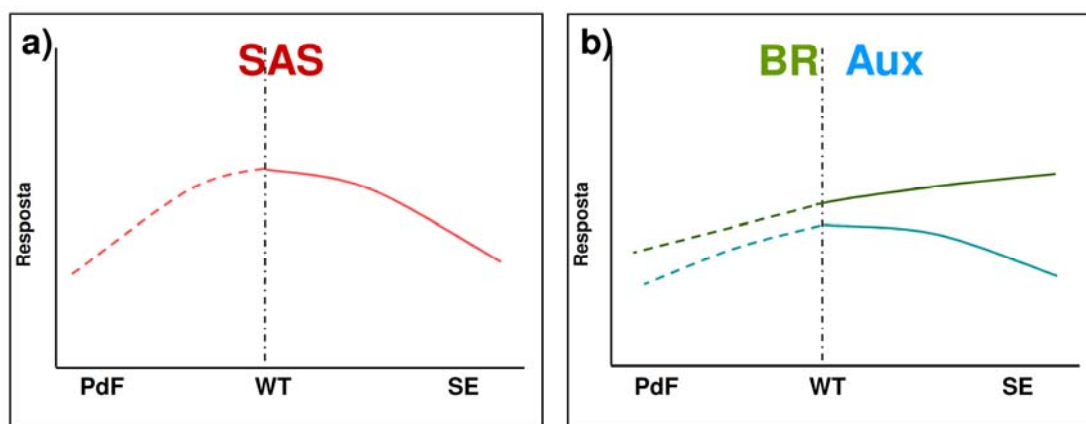 a)
SAS
Resposta
PdF WT SE
b)
BR Aux
Resposta
PdF WT SE